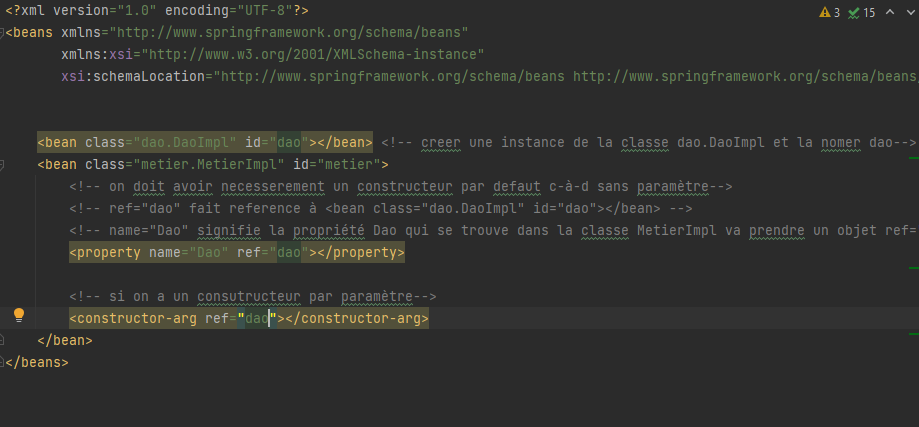 <?xml version="1.0" encoding="UTF-8"?>
3 15
<beans xmlns="http://www.springframework.org/schema/beans"
xmlns:xsi="http://www.w3.org/2001/XMLSchema-instance"
xsi:schemaLocation="http://www.springframework.org/schema/beans http://www.springframework.org/schema/beans/
<bean class="dao.DaoImpl" id="dao"></bean> <!-- creer une instance de la classe dao.DaoImpl et la nomer dao-->
<bean class="metier.MetierImpl" id="metier">
<!-- on doit avoir necesserement un constructeur par defaut c-à-d sans paramètre-->
<!-- ref="dao" fait reference à <bean class="dao.DaoImpl" id="dao"></bean> -->
<!-- name="Dao" signifie la propriété Dao qui se trouve dans la classe MetierImpl va prendre un objet ref=
<property name="Dao" ref="dao"></property>
<!-- si on a un consutructeur par paramètre-->
<constructor-arg ref="dao"></constructor-arg>
</bean>
</beans>